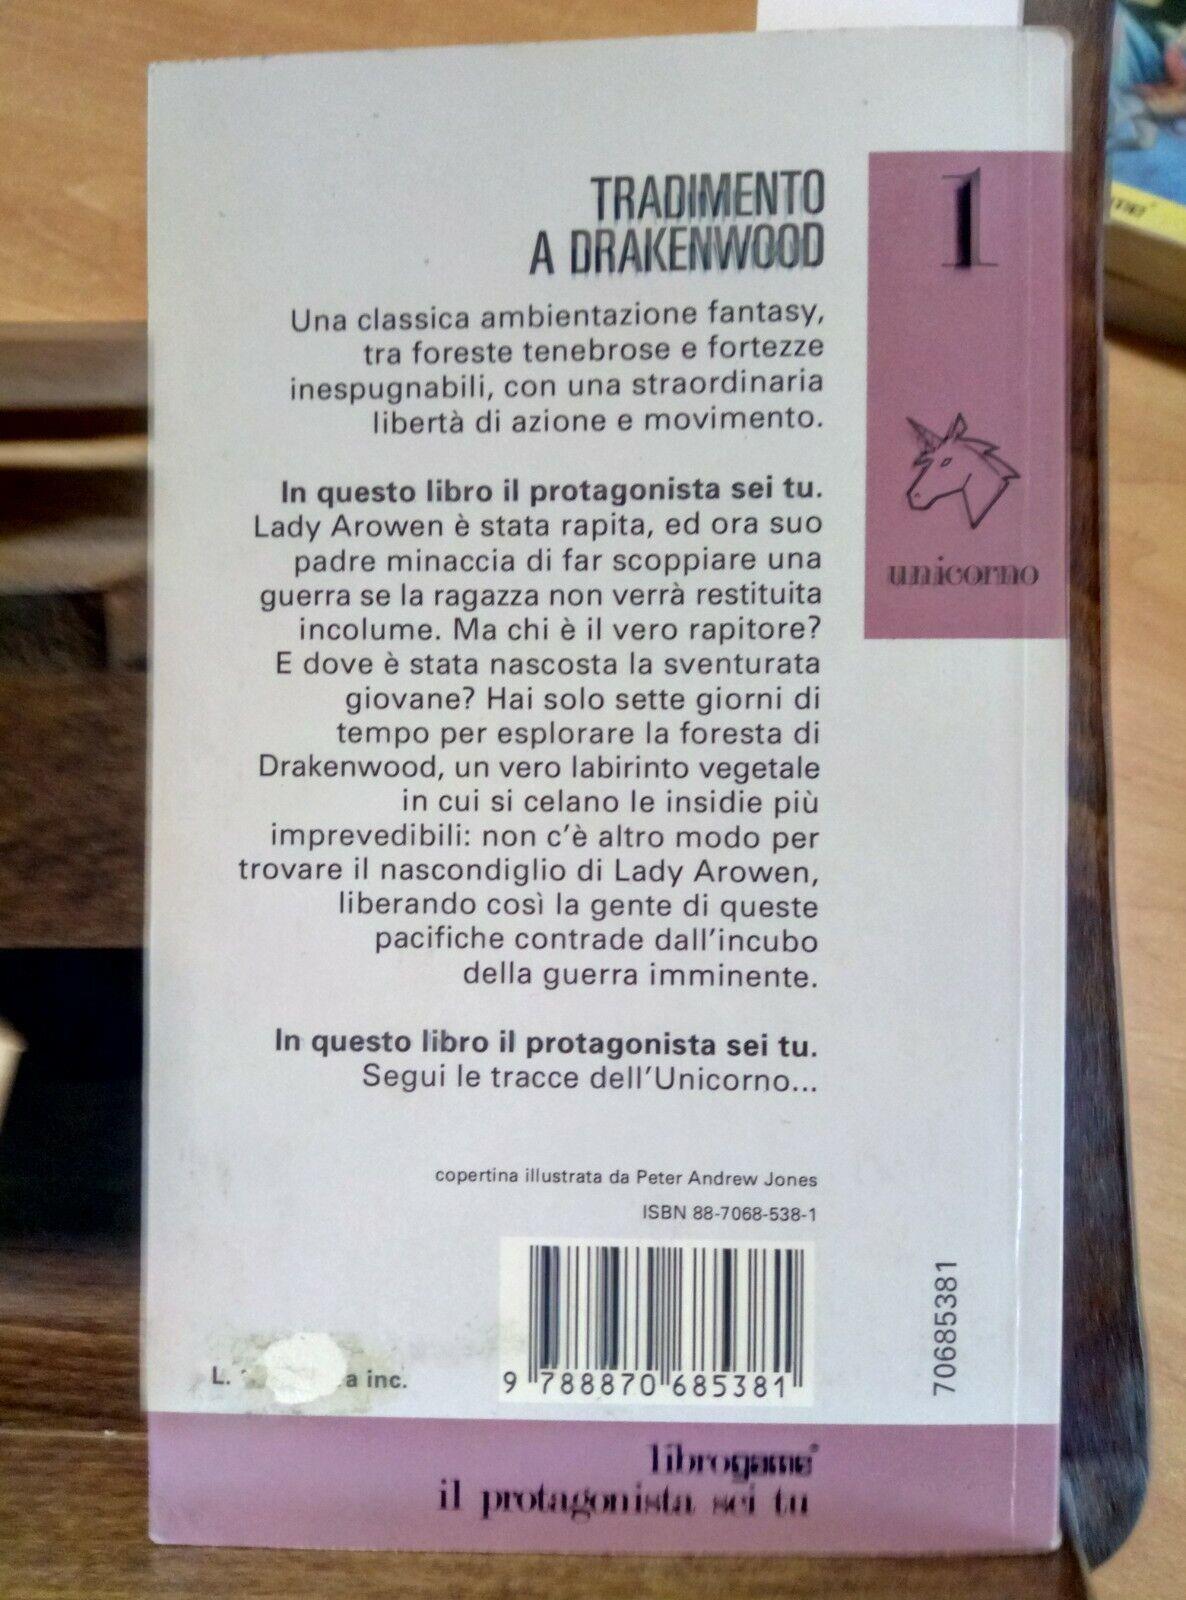 TRADIMENTO
A DRAKENWOOD
1
unicorno
Una classica ambientazione fantasy,
tra foreste tenebrose e fortezze
inespugnabili, con una straordinaria
libertà di azione e movimento.
In questo libro il protagonista sei tu.
Lady Arowen è stata rapita, ed ora suo
padre minaccia di far scoppiare una
guerra se la ragazza non verrà restituita
incolume. Ma chi è il vero rapitore?
E dove è stata nascosta la sventurata
giovane? Hai solo sette giorni di
tempo per esplorare la foresta di
Drakenwood, un vero labirinto vegetale
in cui si celano le insidie più
imprevedibili: non c'è altro modo per
trovare il nascondiglio di Lady Arowen,
liberando così la gente di queste
pacifiche contrade dall'incubo
della guerra imminente.
In questo libro il protagonista sei tu.
Segui le tracce dell'Unicorno...
copertina illustrata da Peter Andrew Jones
ISBN 88-7068-538-1
9 788870 685381
70685381
L. a inc.
librogame®
il protagonista sei tu